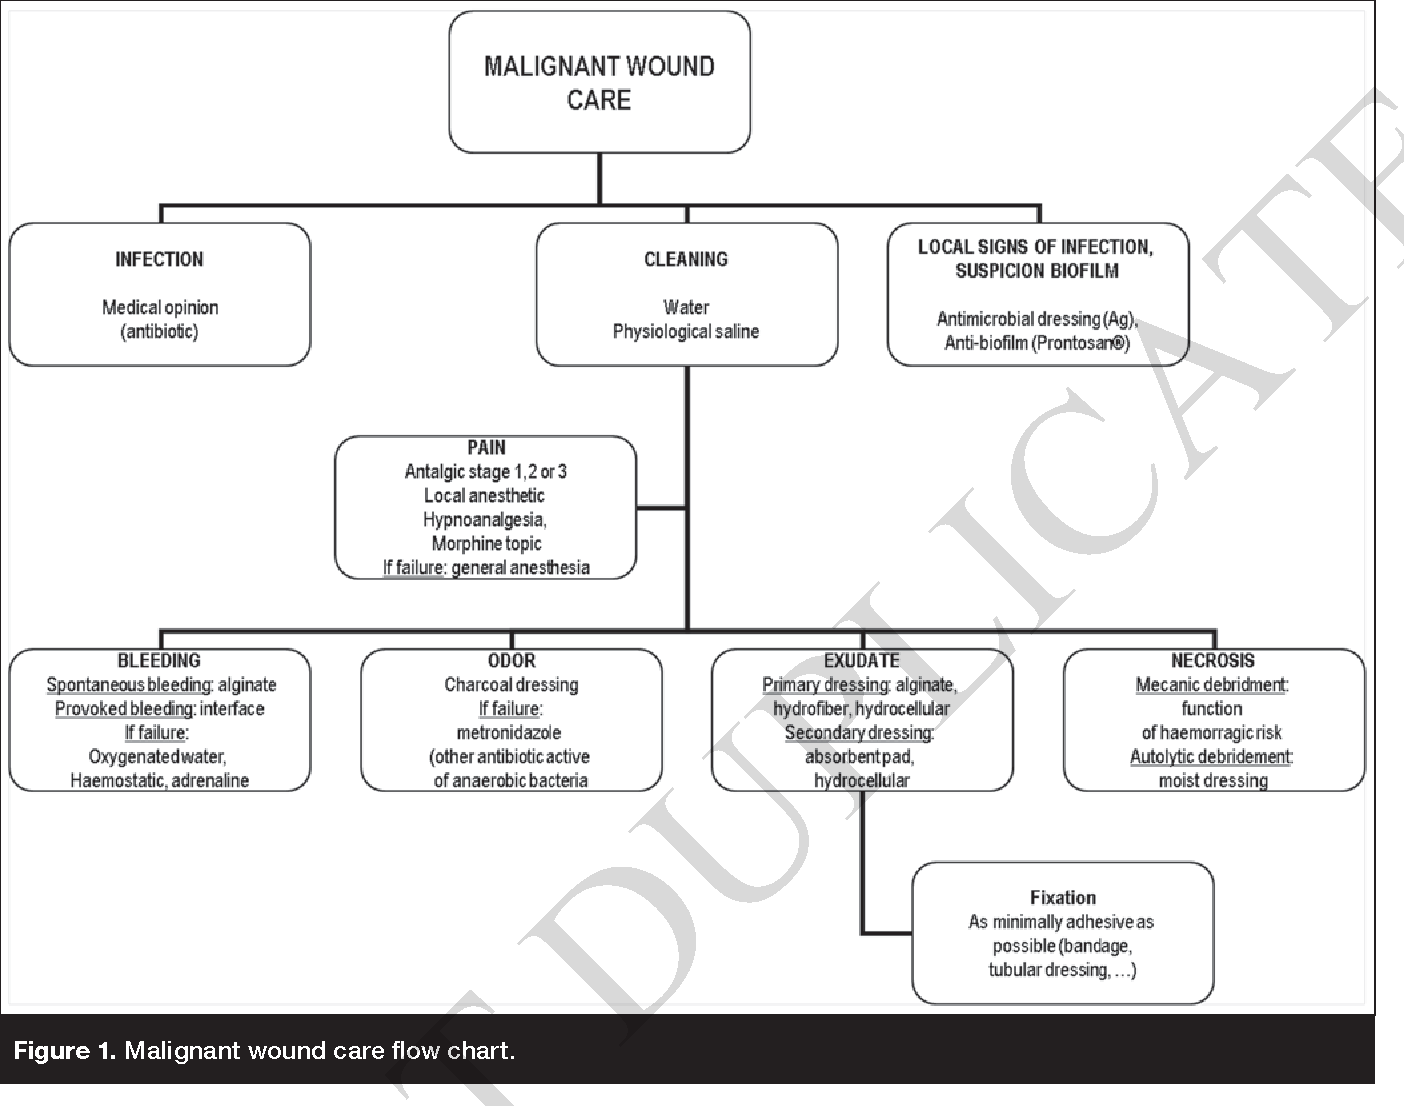 MALIGNANT WOUND
CARE
INFECTION
Medical opinion
(antibiotic)
CLEANING
Water
Physiological saline
LOCAL SIGNS OF INFECTION,
SUSPICION BIOFILM
Antimicrobial dressing (Ag),
Anti-biofilm (Prontosan®)
PAIN
Antalgic stage 1,2 or 3
Local anesthetic
Hypnoanalgesia,
Morphine topic
If failure: general anesthesia
BLEEDING
Spontaneous bleeding: alginate
Provoked bleeding: interface
If failure:
Oxygenated water,
Haemostatic, adrenaline
ODOR
Charcoal dressing
If failure:
metronidazole
(other antibiotic active
of anaerobic bacteria
EXUDATE
Primary dressing: alginate,
hydrofiber, hydrocellular
Secondary dressing:
absorbent pad,
hydrocellular
NECROSIS
Mecanic debridment:
function
of haemorragic risk
Autolytic debridement:
moist dressing
Fixation
As minimally adhesive as
possible (bandage,
tubular dressing, …)
Figure 1. Malignant wound care flow chart.
T DUPLICATE